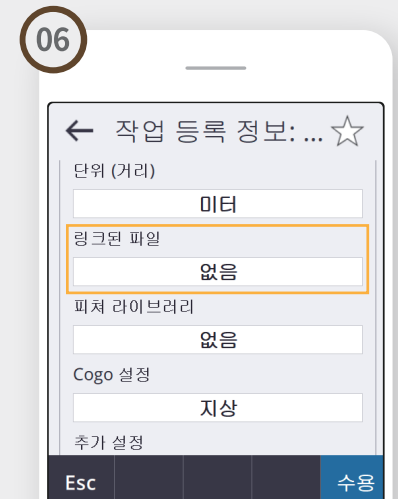 06
작업 등록 정보: ...
단위 (거리)
미터
링크된 파일
없음
피쳐 라이브러리
없음
Cogo 설정
지상
추가 설정
Esc
수용